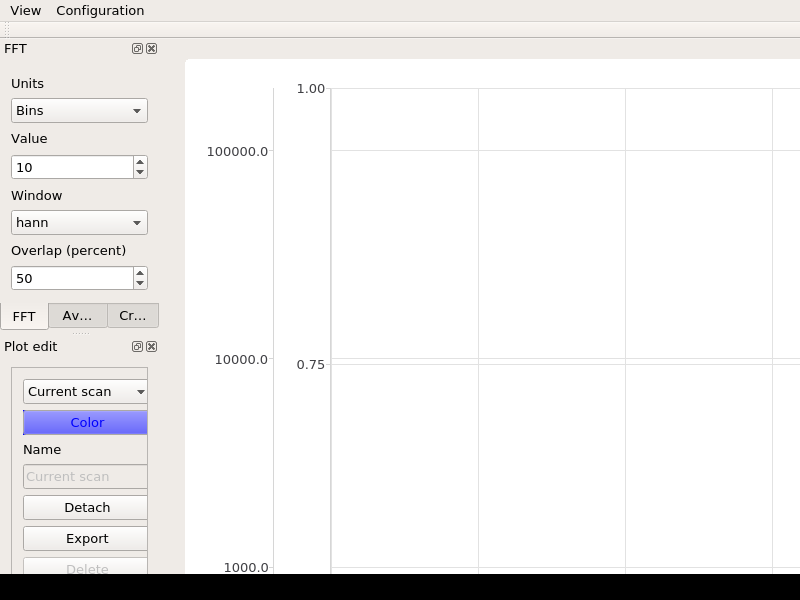 View Configuration
FFT
Units
Bins
Value
10
Window
hann
Overlap (percent)
50
FFT Av... Cr...
Plot edit
Current scan
Color
Name
Current scan
Detach
Export
Delete
1.00
100000.0
10000.0
0.75
1000.0